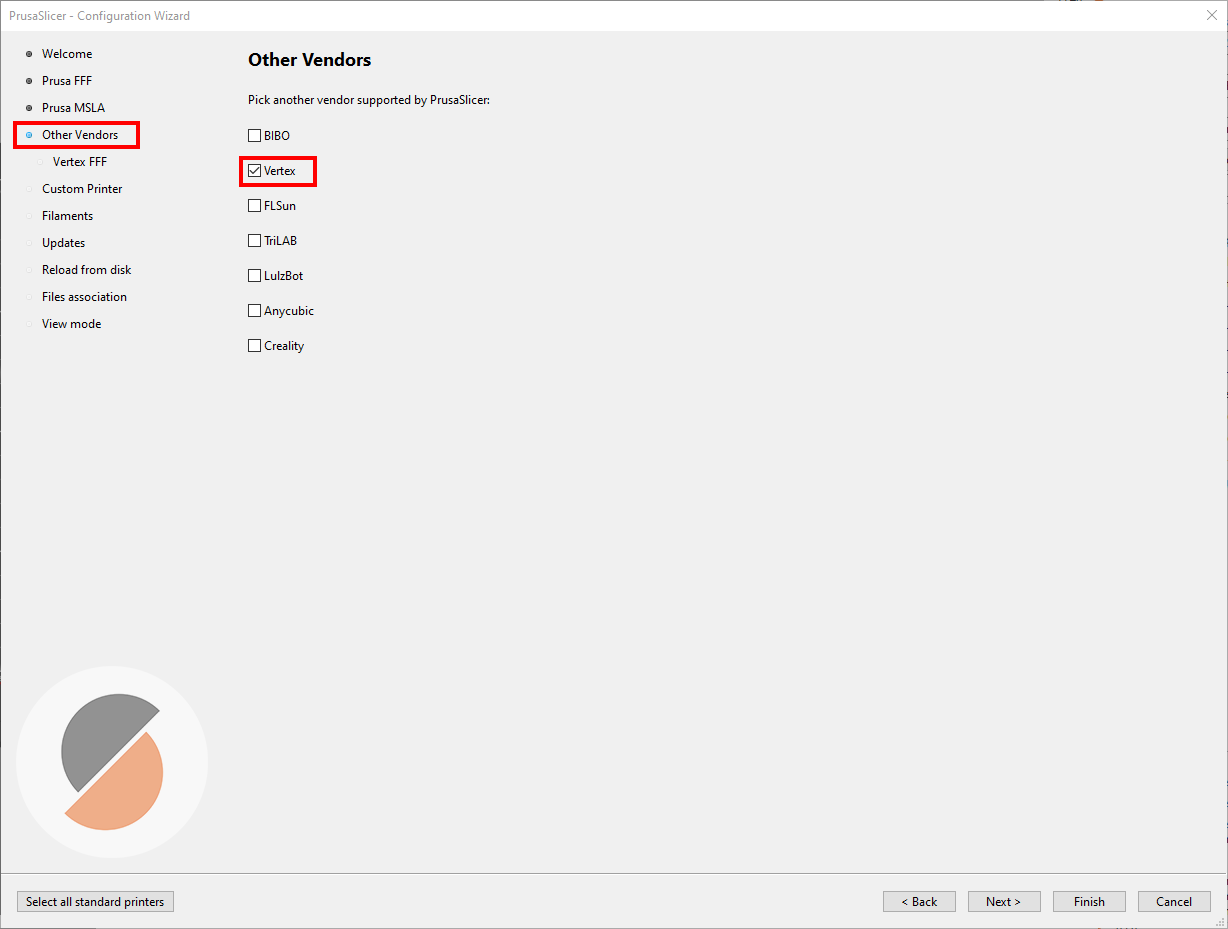 PrusaSlicer - Configuration Wizard
Welcome
Prusa FFF
Prusa MSLA
Other Vendors
Vertex FFF
Custom Printer
Filaments
Updates
Reload from disk
Files association
View mode
Other Vendors
Pick another vendor supported by PrusaSlicer:
BIBO
Vertex
FLSun
TriLAB
LulzBot
Anycubic
Creality
Select all standard printers
< Back
Next >
Finish
Cancel